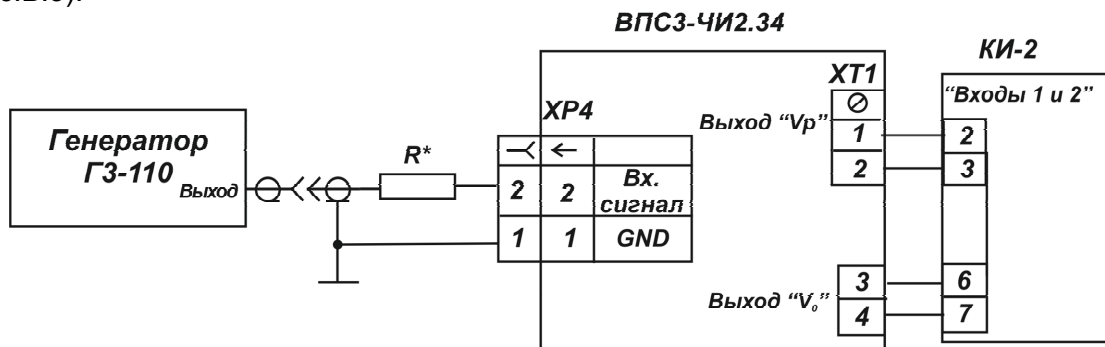 ВПС3-ЧИ2.34
КИ-2
ХТ1
"Входы 1 и 2"
ХР4
Выход "Vр"
1
2
2
3
Генератор
Г3-110
Выход
R*
2
2
Вх.
сигнал
1
1
GND
Выход "V₀"
3
4
6
7